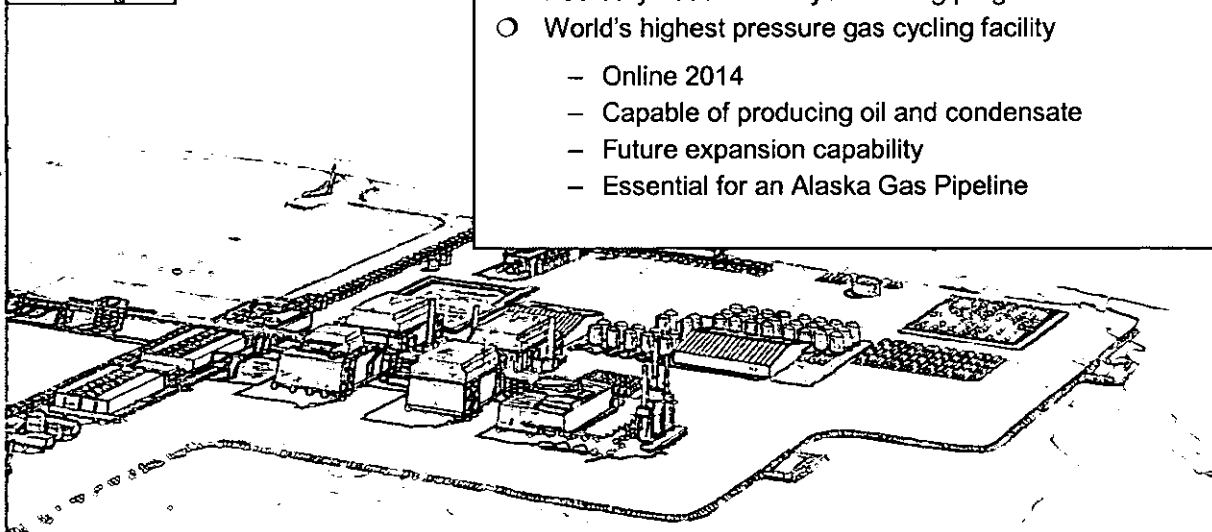 ○ World's highest pressure gas cycling facility
– Online 2014
– Capable of producing oil and condensate
– Future expansion capability
– Essential for an Alaska Gas Pipeline